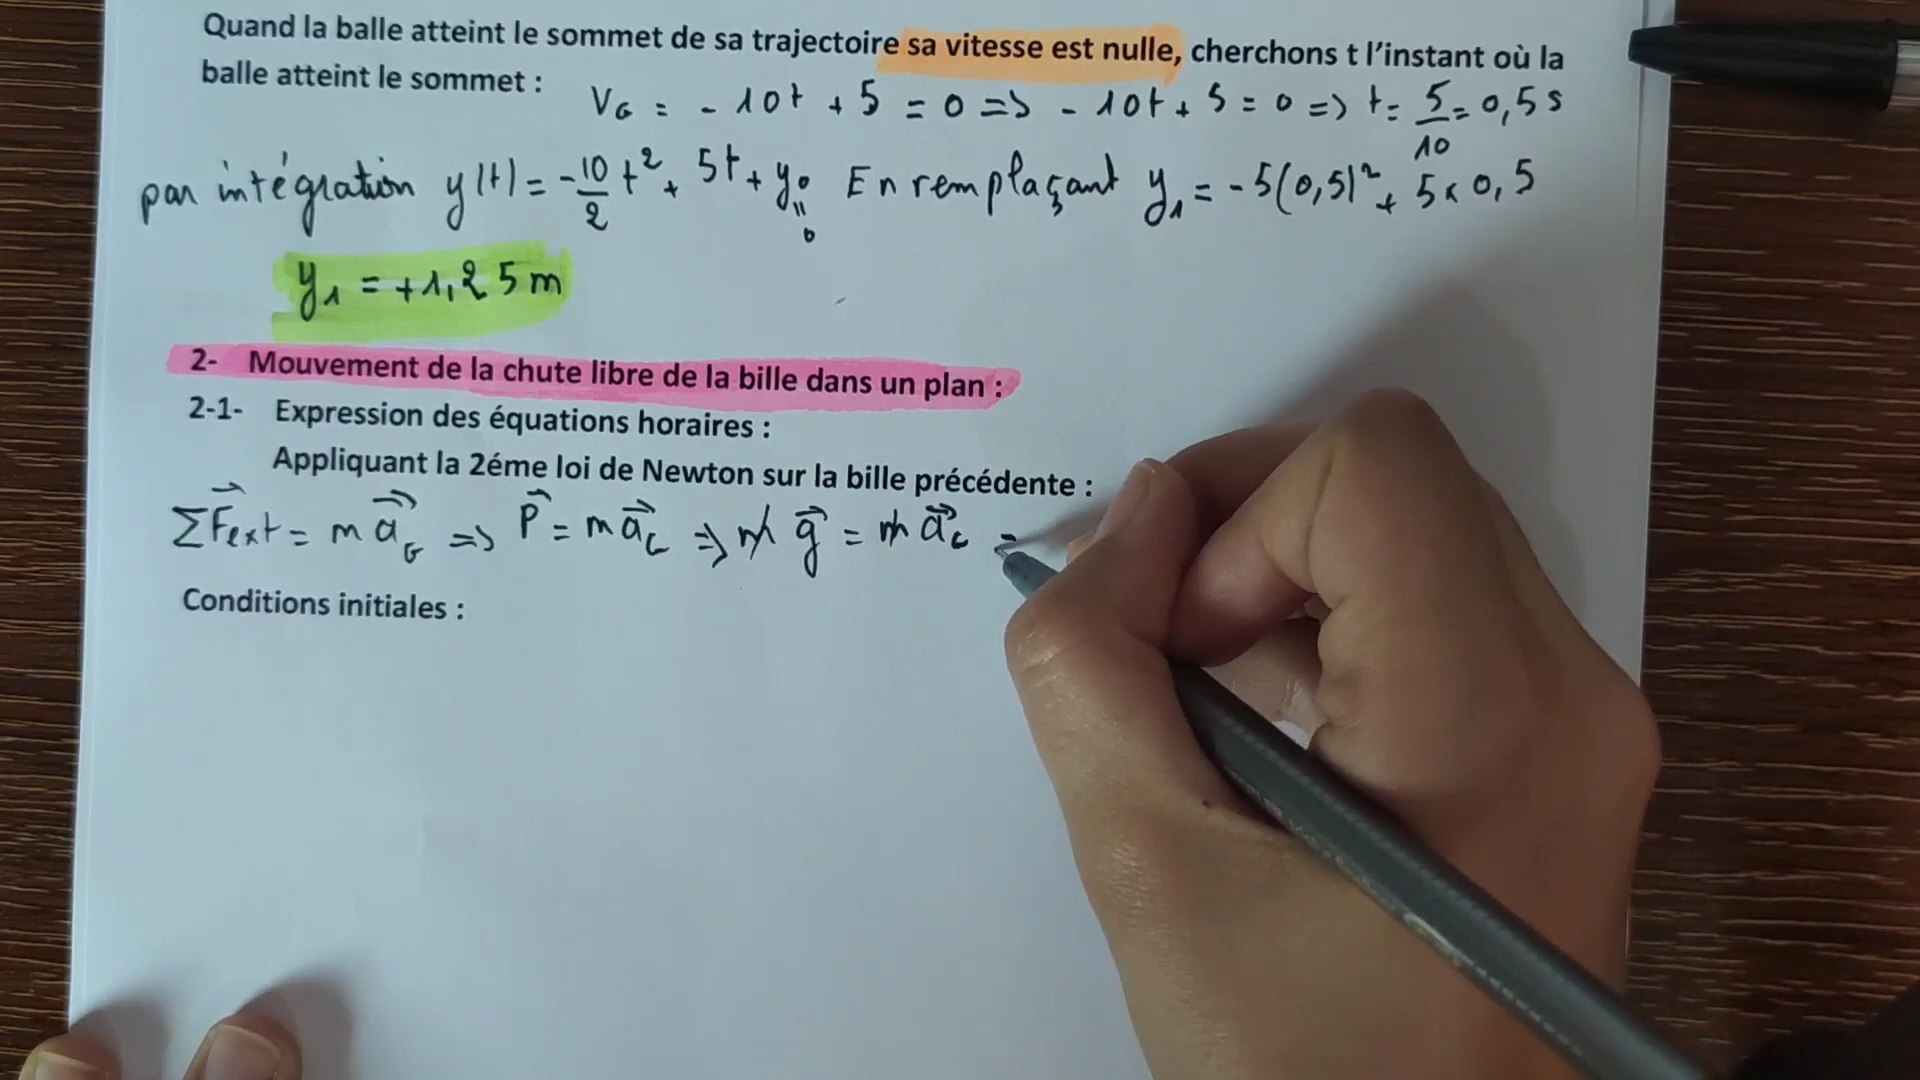 Quand la balle atteint le sommet de sa trajectoire sa vitesse est nulle, cherchons t l'instant où la
balle atteint le sommet : V_G = - 10t + 5 = 0 => - 10t + 5 = 0 => t = 5/10 = 0,5 s
par intégration y(t) = -10/2 t² + 5t + y₀ En remplaçant y₁ = - 5(0,5)² + 5 x 0,5
"
0
y₁ = +1,25 m
2- Mouvement de la chute libre de la bille dans un plan :
2-1- Expression des équations horaires :
Appliquant la 2éme loi de Newton sur la bille précédente :
ΣF⃗ext = m a⃗_G => P⃗ = m a⃗_G => m g⃗ = m a⃗_G =
Conditions initiales :